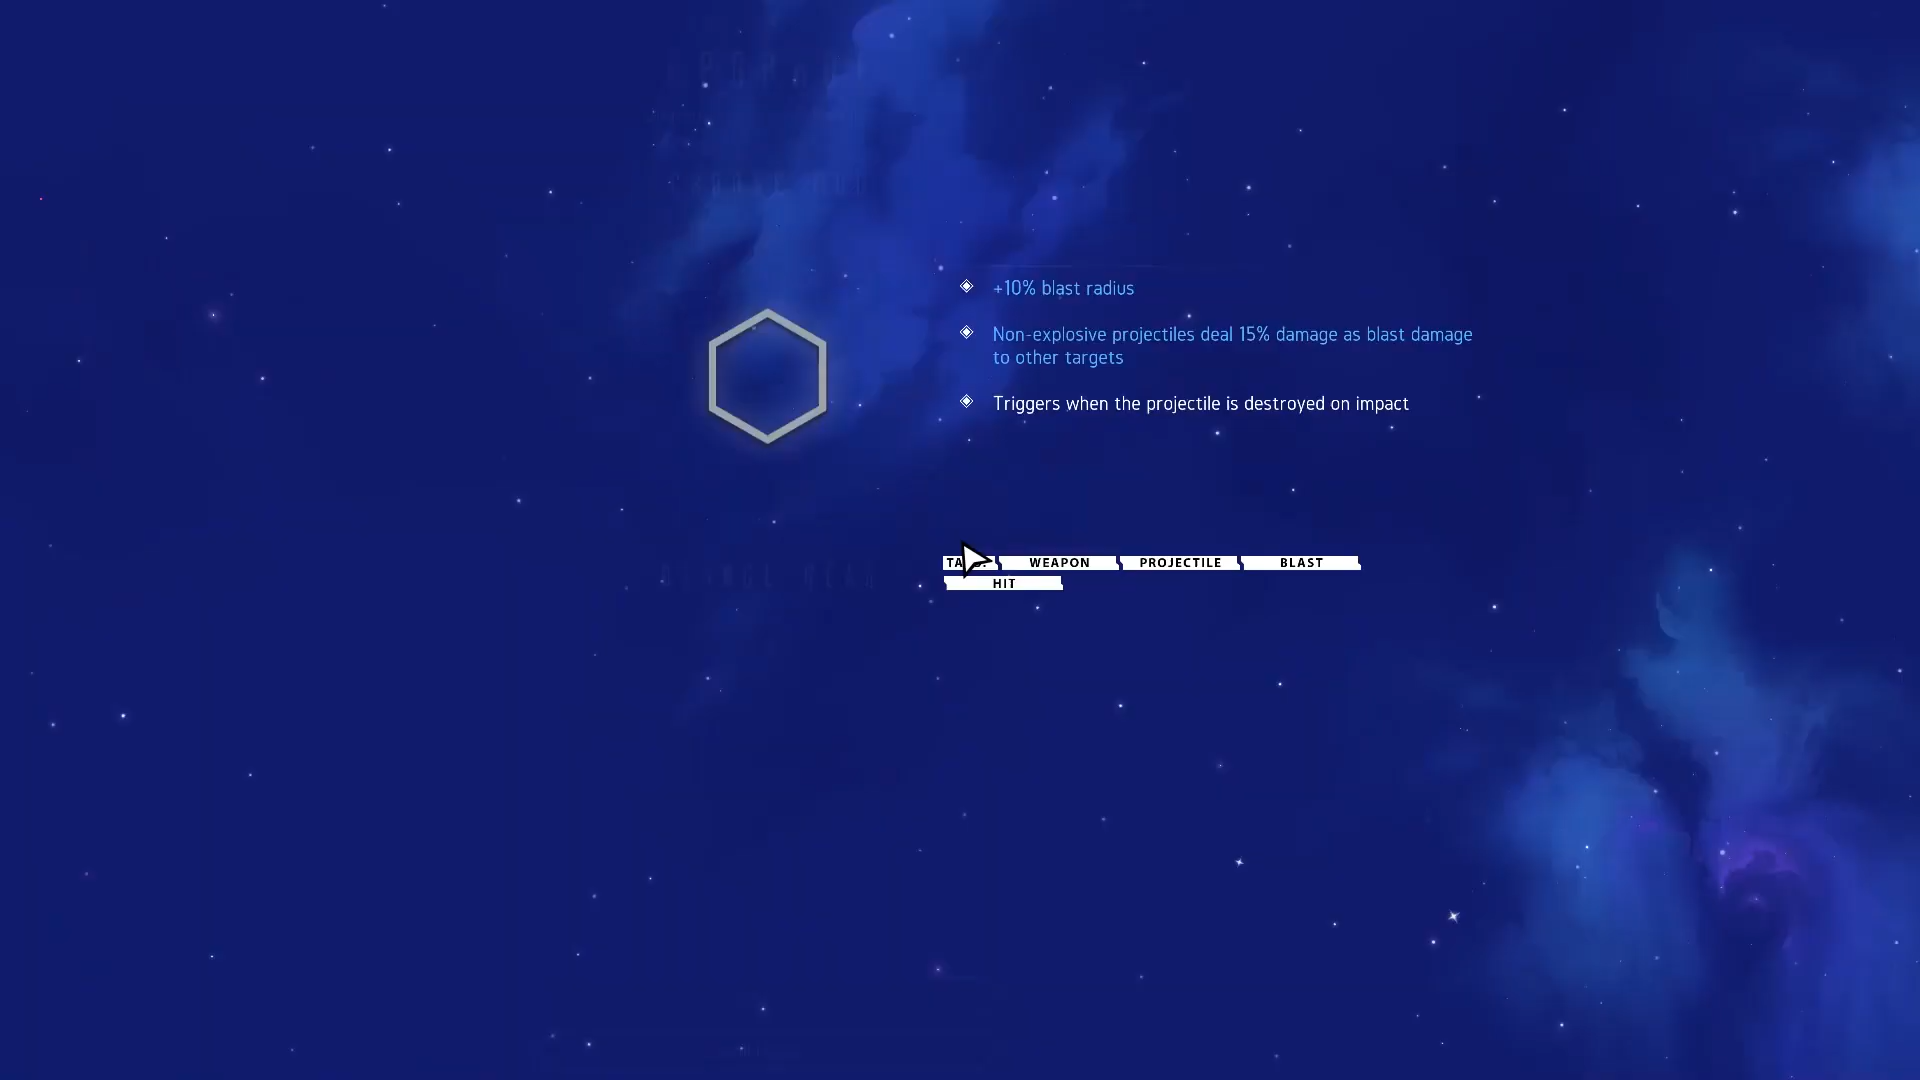 +10% blast radius
Non-explosive projectiles deal 15% damage as blast damage
to other targets
Triggers when the projectile is destroyed on impact
WEAPON PROJECTILE BLAST
HIT